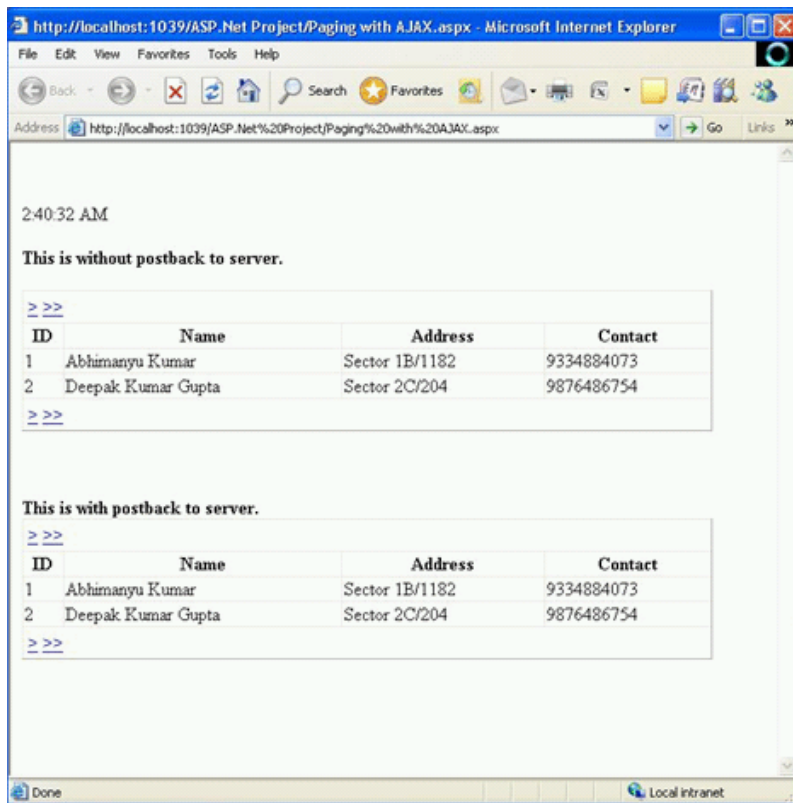 http://localhost:1039/ASP.Net Project/Paging with AJAX.aspx - Microsoft Internet Explorer
File Edit View Favorites Tools Help
Back Search Favorites
Address http://localhost:1039/ASP.Net%20Project/Paging%20with%20AJAX.aspx Go Links »
2:40:32 AM
This is without postback to server.
> >>
ID Name Address Contact
1 Abhimanyu Kumar Sector 1B/1182 9334884073
2 Deepak Kumar Gupta Sector 2C/204 9876486754
> >>
This is with postback to server.
> >>
ID Name Address Contact
1 Abhimanyu Kumar Sector 1B/1182 9334884073
2 Deepak Kumar Gupta Sector 2C/204 9876486754
> >>
Done Local intranet